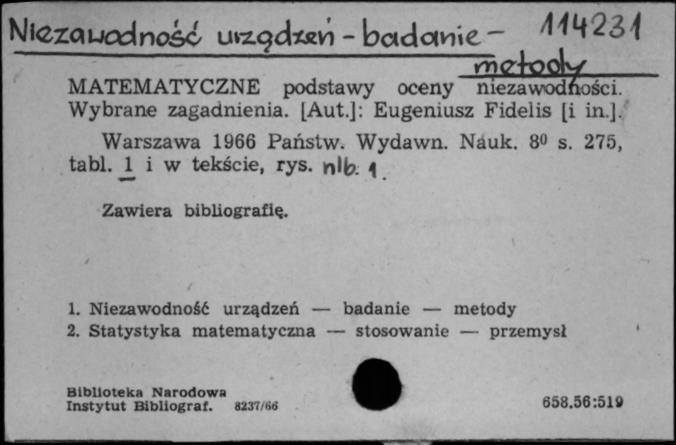 Niezawodność urządzeń - badanie - 114231
metody
MATEMATYCZNE podstawy oceny niezawodności.
Wybrane zagadnienia. [Aut.]: Eugeniusz Fidelis [i in.].
Warszawa 1966 Państw. Wydawn. Nauk. 8⁰ s. 275,
tabl. 1 i w tekście, rys. nlb. 1.
Zawiera bibliografię.
1. Niezawodność urządzeń — badanie — metody
2. Statystyka matematyczna — stosowanie — przemysł
Biblioteka Narodowa
Instytut Bibliograf. 8237/66 658.56:519